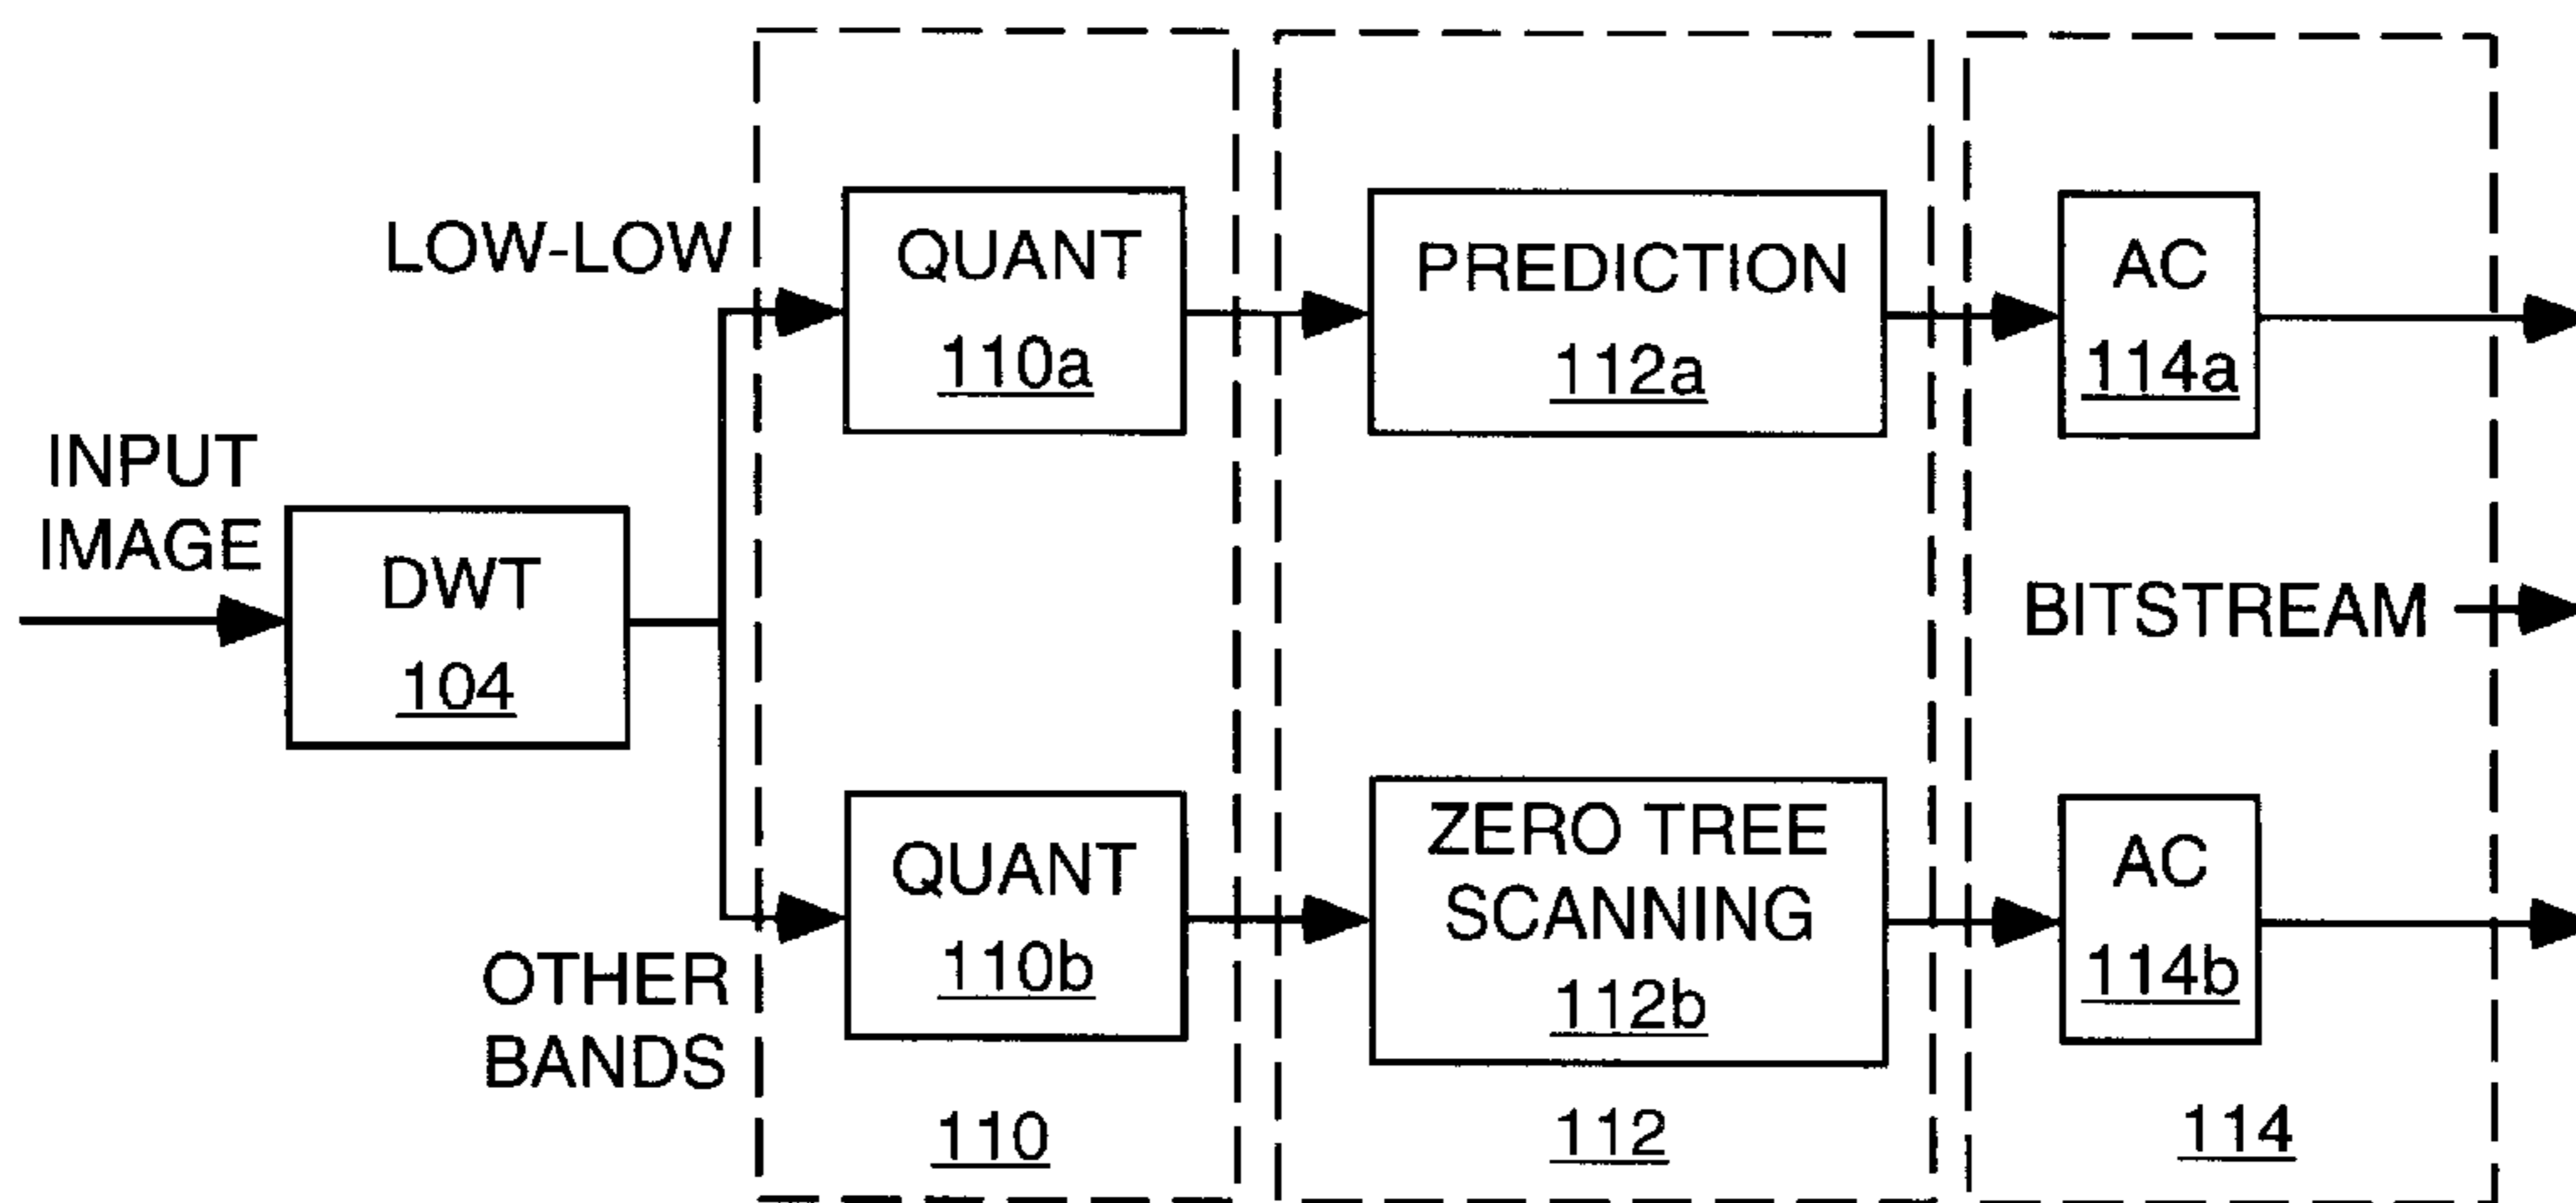 INPUT
IMAGE
DWT
104
LOW-LOW
OTHER
BANDS
QUANT
110a
QUANT
110b
110
PREDICTION
112a
ZERO TREE
SCANNING
112b
112
AC
114a
BITSTREAM
AC
114b
114